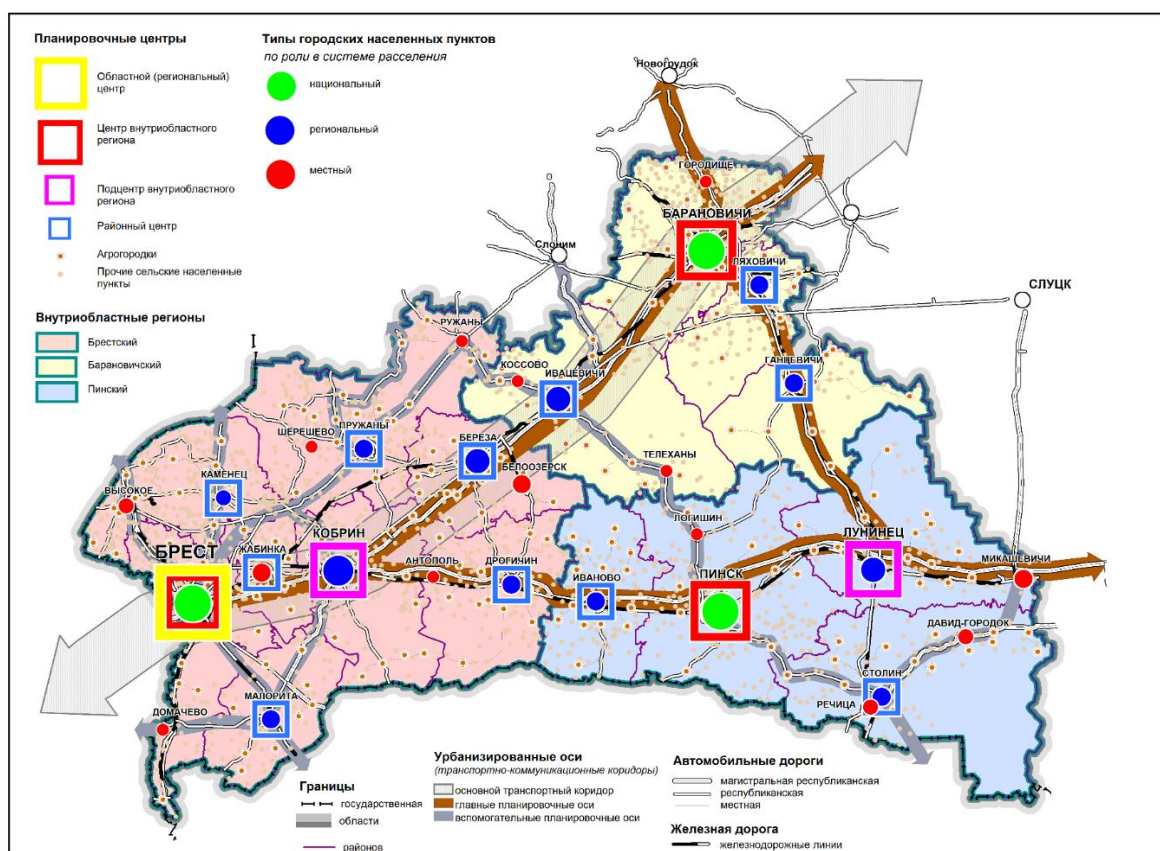 Планировочные центры
Областной (региональный)
центр
Центр внутриобластного
региона
Подцентр внутриобластного
региона
Районный центр
Агрогородки
Прочие сельские населенные
пункты
Внутриобластные регионы
Брестский
Барановичский
Пинский
Типы городских населенных пунктов
по роли в системе расселения
национальный
региональный
местный
Новогрудок
ГОРОДИЩЕ
БАРАНОВИЧИ
Слоним
ЛЯХОВИЧИ
СЛУЦК
РУЖАНЫ
КОССОВО
ИВАЦЕВИЧИ
ГАНЦЕВИЧИ
ШЕРЕШЕВО
ПРУЖАНЫ
БЕРЁЗА
БЕЛООЗЕРСК
ТЕЛЕХАНЫ
КАМЕНЕЦ
ВЫСОКОЕ
ЛОГИШИН
БРЕСТ
ЖАБИНКА
КОБРИН
АНТОПОЛЬ
ДРОГИЧИН
ИВАНОВО
ПИНСК
ЛУНИНЕЦ
МИКАШЕВИЧИ
ДАВИД-ГОРОДОК
СТОЛИН
РЕЧИЦА
МАЛОРИТА
ДОМАЧЕВО
Границы
государственная
области
районов
Урбанизированные оси
(транспортно-коммуникационные коридоры)
основной транспортный коридор
главные планировочные оси
вспомогательные планировочные оси
Автомобильные дороги
магистральная республиканская
республиканская
местная
Железная дорога
железнодорожные линии